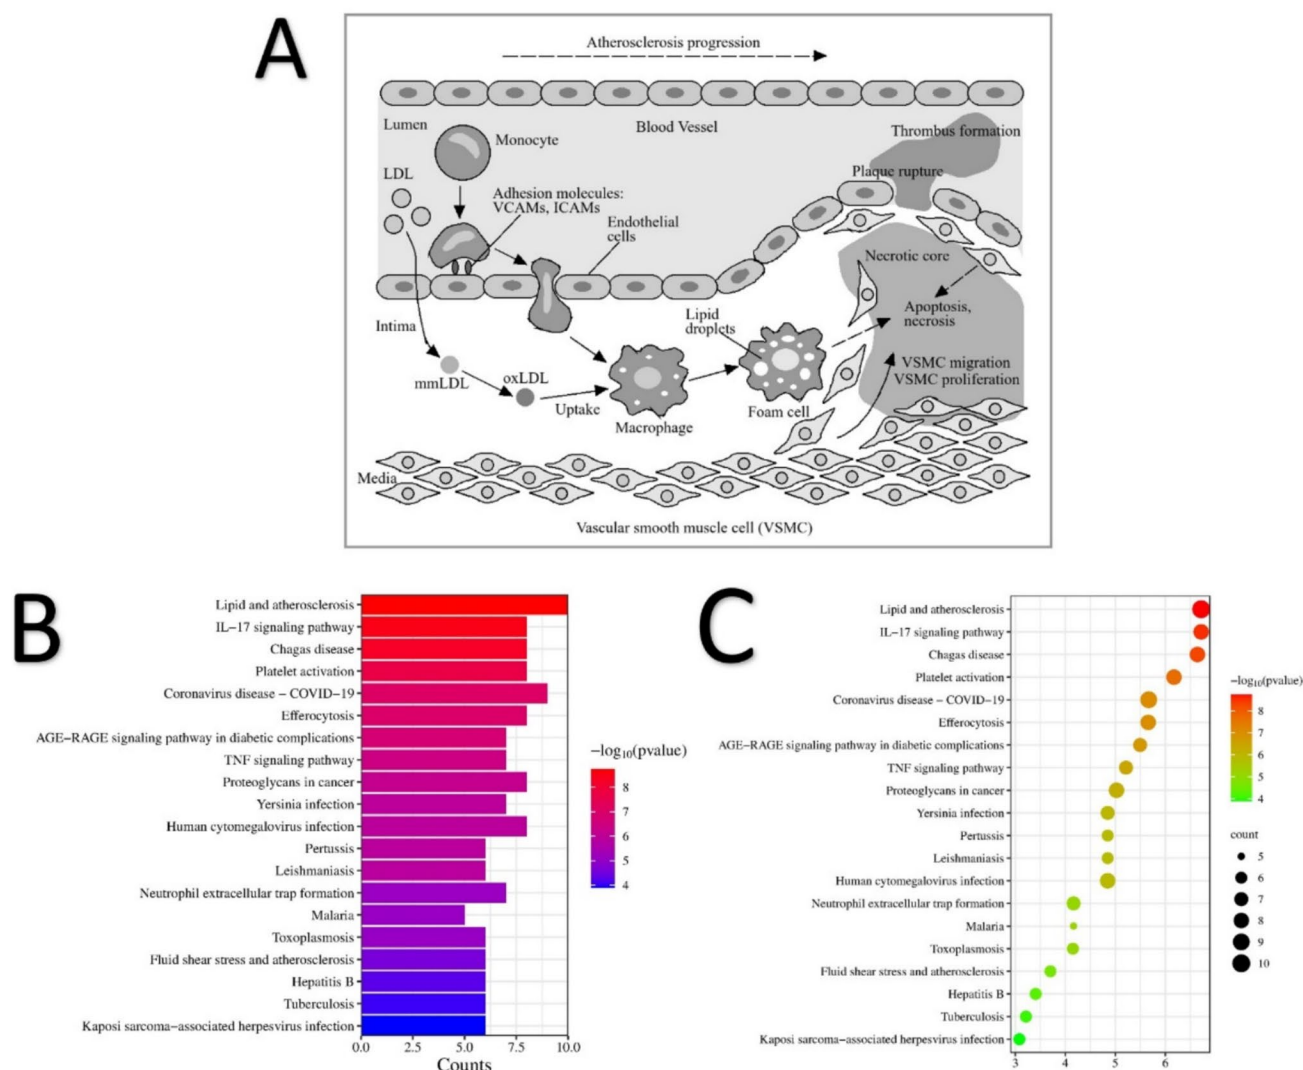 A
Atherosclerosis progression
Lumen
Blood Vessel
Thrombus formation
Monocyte
LDL
Plaque rupture
Adhesion molecules:
VCAMs, ICAMs
Endothelial
cells
Necrotic core
Intima
Lipid
droplets
Apoptosis,
necrosis
mmLDL
oxLDL
Uptake
Macrophage
Foam cell
VSMC migration
VSMC proliferation
Media
Vascular smooth muscle cell (VSMC)
B
Lipid and atherosclerosis
IL−17 signaling pathway
Chagas disease
Platelet activation
Coronavirus disease − COVID−19
Efferocytosis
AGE−RAGE signaling pathway in diabetic complications
TNF signaling pathway
Proteoglycans in cancer
Yersinia infection
Human cytomegalovirus infection
Pertussis
Leishmaniasis
Neutrophil extracellular trap formation
Malaria
Toxoplasmosis
Fluid shear stress and atherosclerosis
Hepatitis B
Tuberculosis
Kaposi sarcoma−associated herpesvirus infection
0.0 2.5 5.0 7.5 10.0
Counts
−log10(pvalue)
8
7
6
5
4
C
Lipid and atherosclerosis
IL−17 signaling pathway
Chagas disease
Platelet activation
Coronavirus disease − COVID−19
Efferocytosis
AGE−RAGE signaling pathway in diabetic complications
TNF signaling pathway
Proteoglycans in cancer
Yersinia infection
Pertussis
Leishmaniasis
Human cytomegalovirus infection
Neutrophil extracellular trap formation
Malaria
Toxoplasmosis
Fluid shear stress and atherosclerosis
Hepatitis B
Tuberculosis
Kaposi sarcoma−associated herpesvirus infection
3 4 5 6
−log10(pvalue)
8
7
6
5
4
count
5
6
7
8
9
10